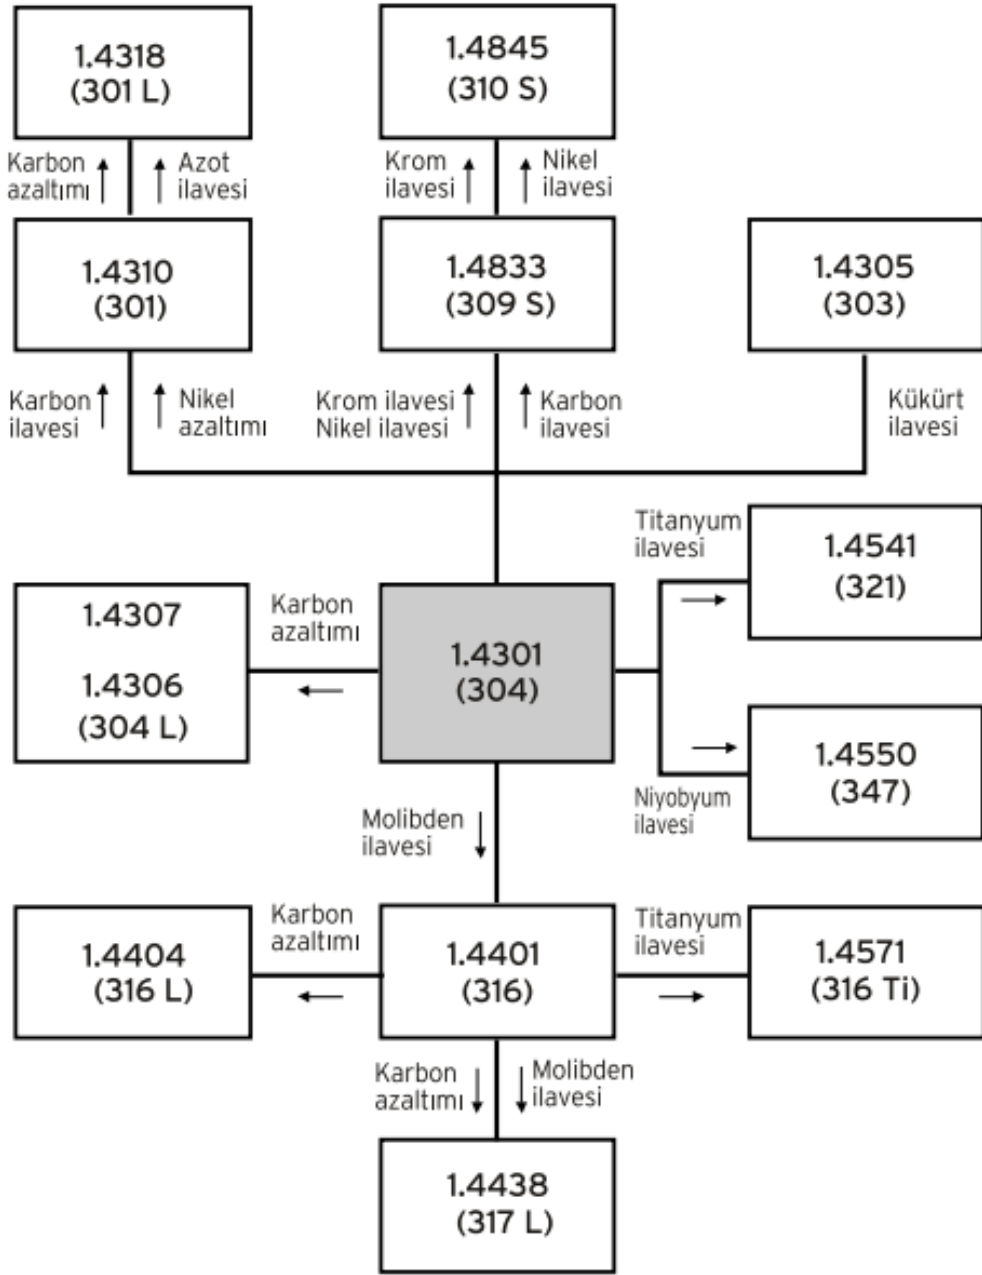 1.4318
(301 L)
1.4845
(310 S)
Karbon
azaltımı
Azot
ilavesi
Krom
ilavesi
Nikel
ilavesi
1.4310
(301)
1.4833
(309 S)
1.4305
(303)
Karbon
ilavesi
Nikel
azaltımı
Krom ilavesi
Nikel ilavesi
Karbon
ilavesi
Kükürt
ilavesi
Titanyum
ilavesi
1.4541
(321)
1.4307
1.4306
(304 L)
Karbon
azaltımı
1.4301
(304)
1.4550
(347)
Niyobyum
ilavesi
Molibden
ilavesi
1.4404
(316 L)
Karbon
azaltımı
1.4401
(316)
Titanyum
ilavesi
1.4571
(316 Ti)
Karbon
azaltımı
Molibden
ilavesi
1.4438
(317 L)